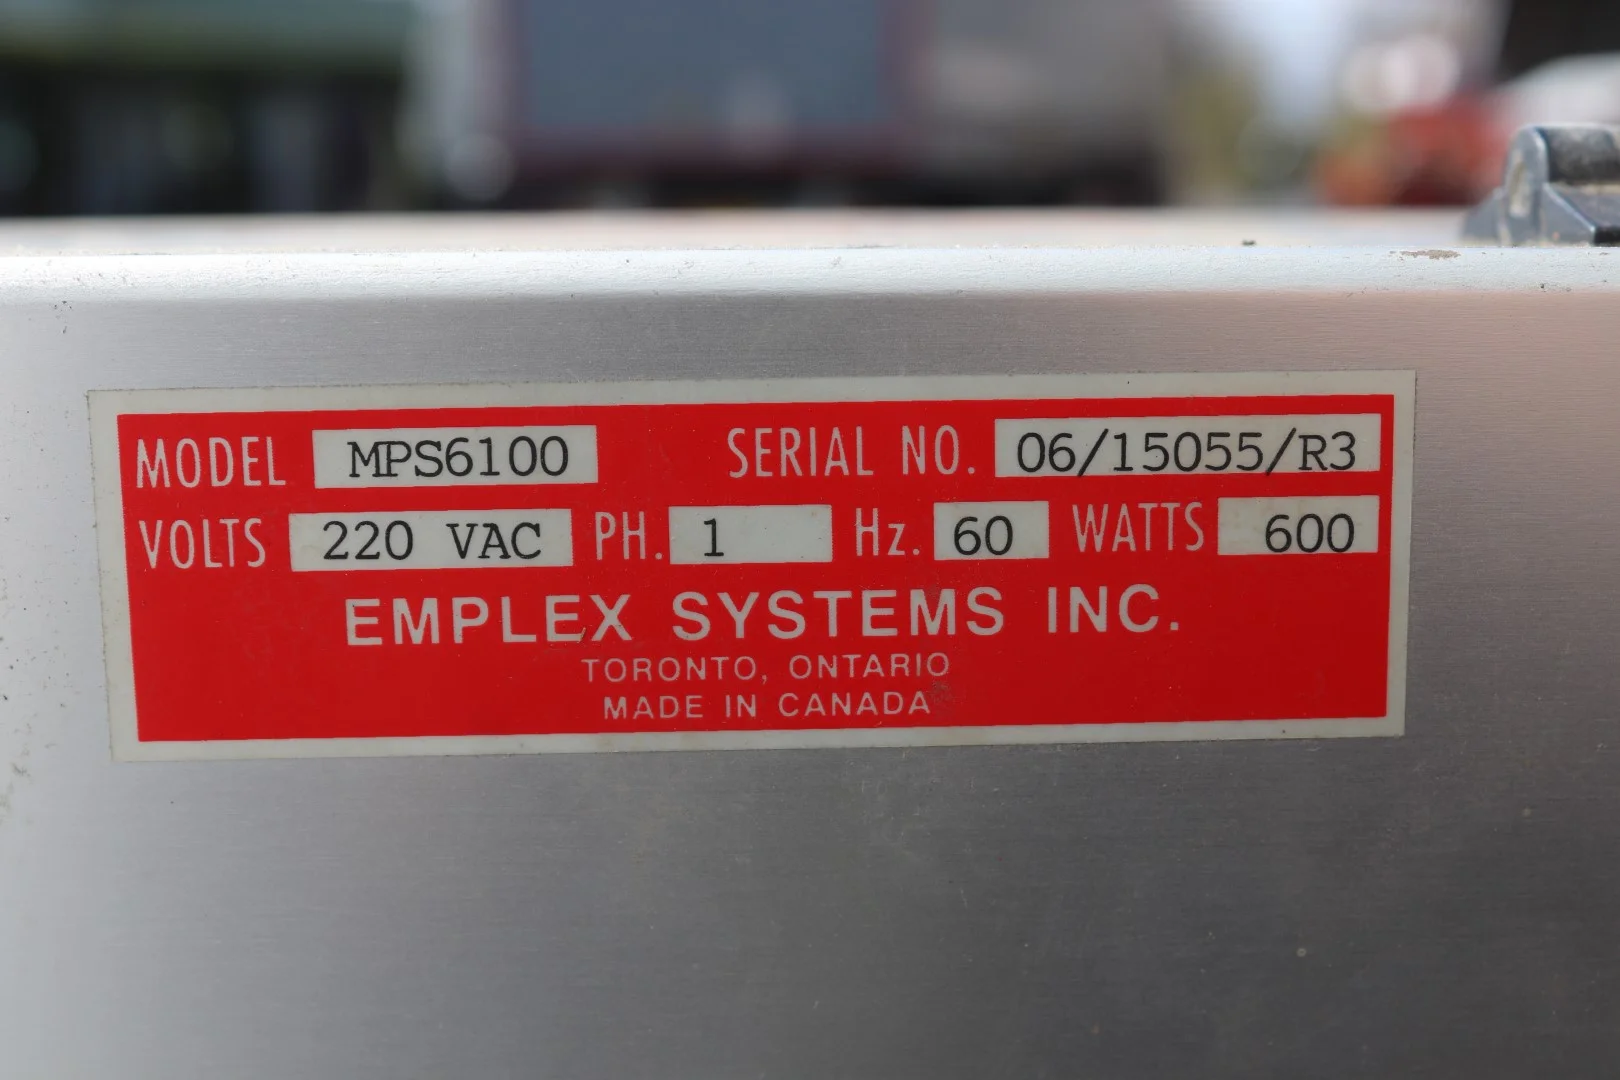 MODEL MPS6100 SERIAL NO. 06/15055/R3
VOLTS 220 VAC PH. 1 Hz. 60 WATTS 600
EMPLEX SYSTEMS INC.
TORONTO, ONTARIO
MADE IN CANADA